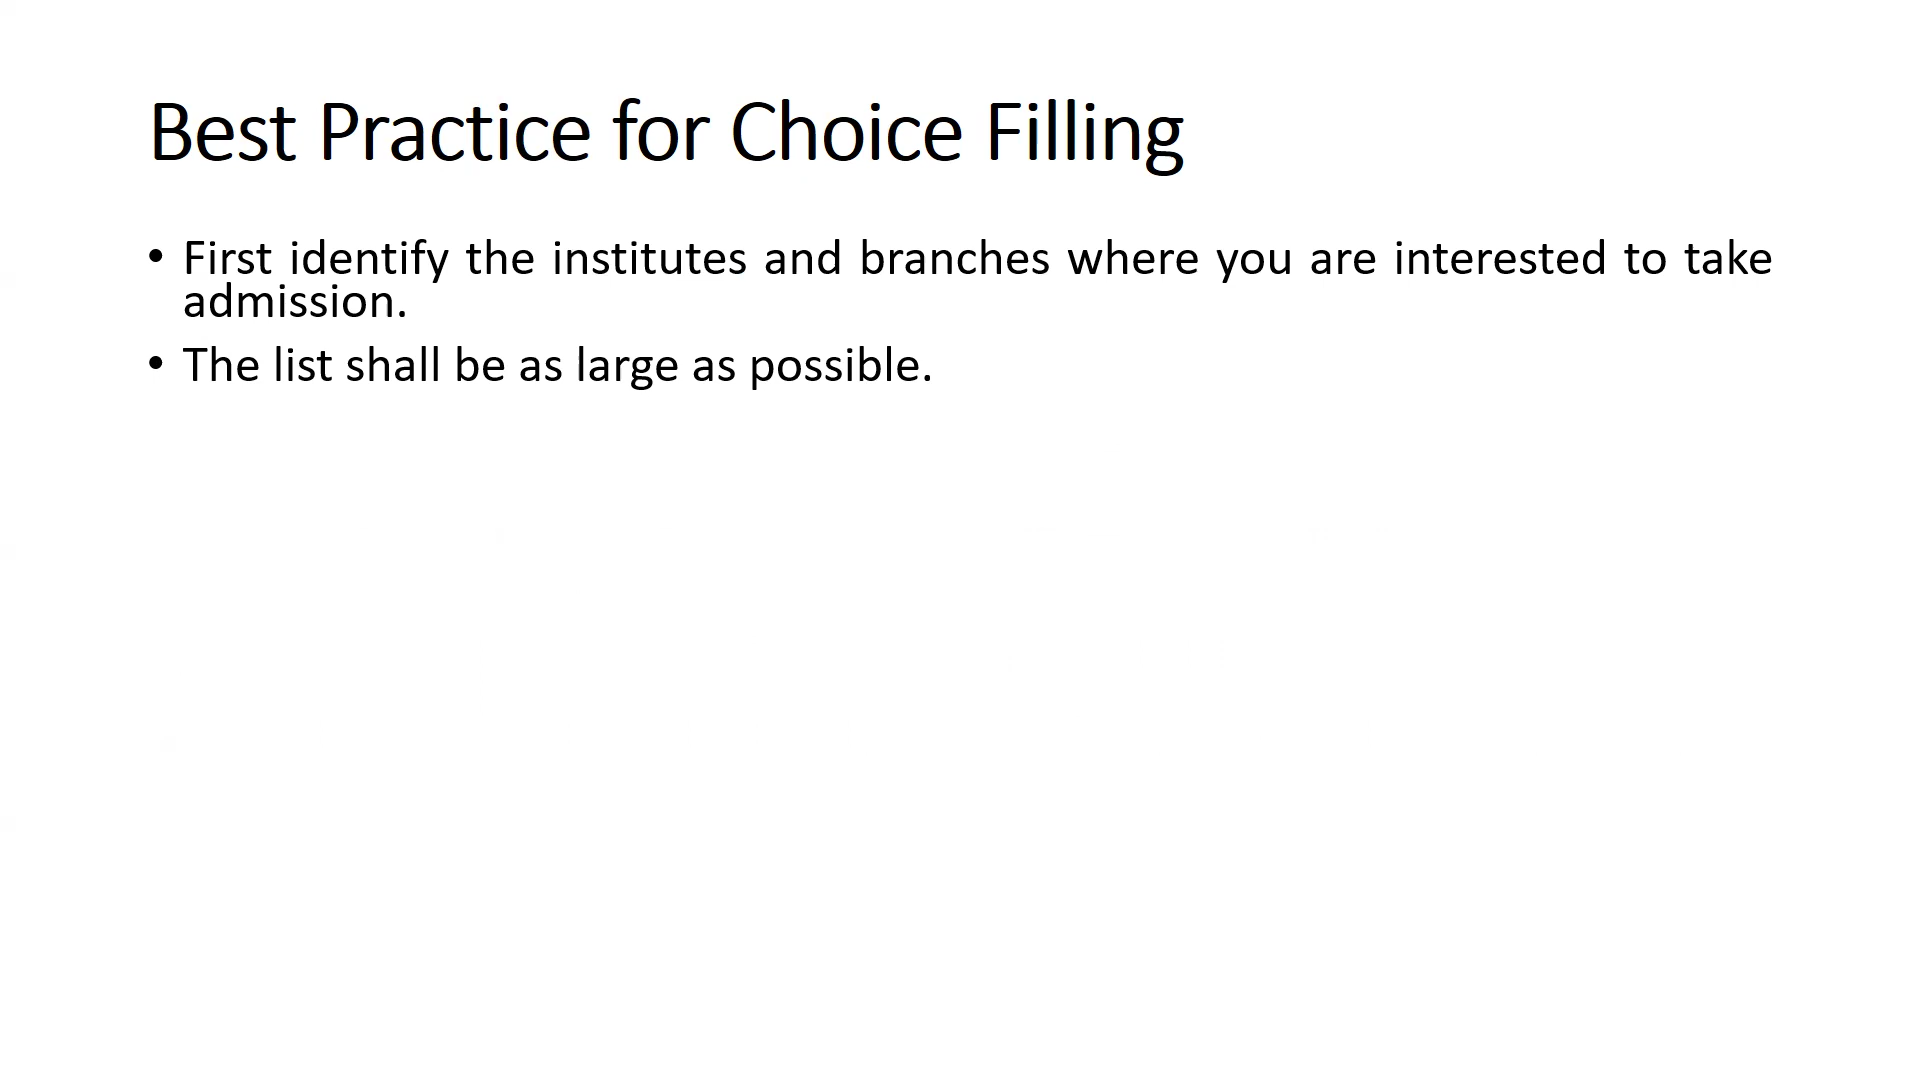 Best Practice for Choice Filling
• First identify the institutes and branches where you are interested to take
admission.
• The list shall be as large as possible.